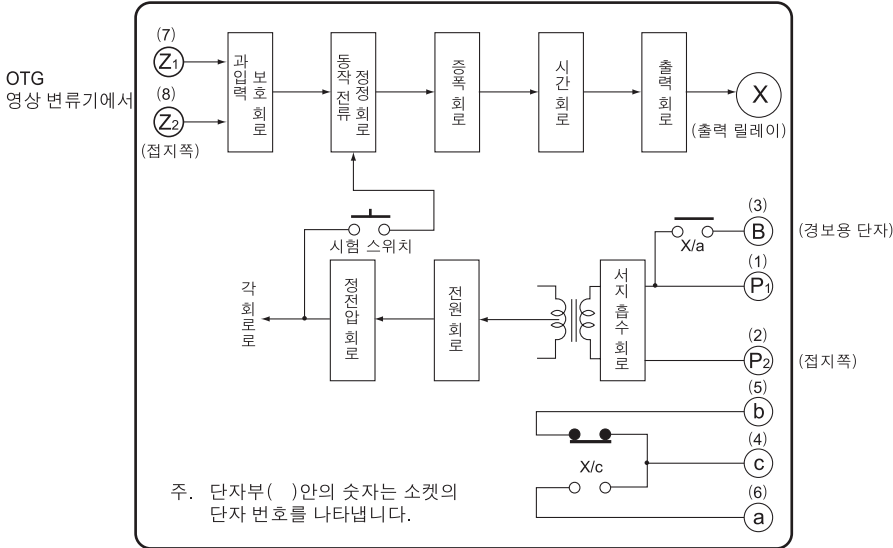 OTG
영상 변류기에서
(7)
Z1
(8)
Z2
(접지쪽)
과입력
보호 회로
동작 전류
정정 회로
증폭 회로
시간 회로
출력 회로
X
(출력 릴레이)
시험 스위치
각 회로로
정전압 회로
전원 회로
서지 흡수 회로
X/a
(3)
B
(경보용 단자)
(1)
P1
(2)
P2
(접지쪽)
(5)
b
(4)
c
(6)
a
X/c
주. 단자부( )안의 숫자는 소켓의
단자 번호를 나타냅니다.